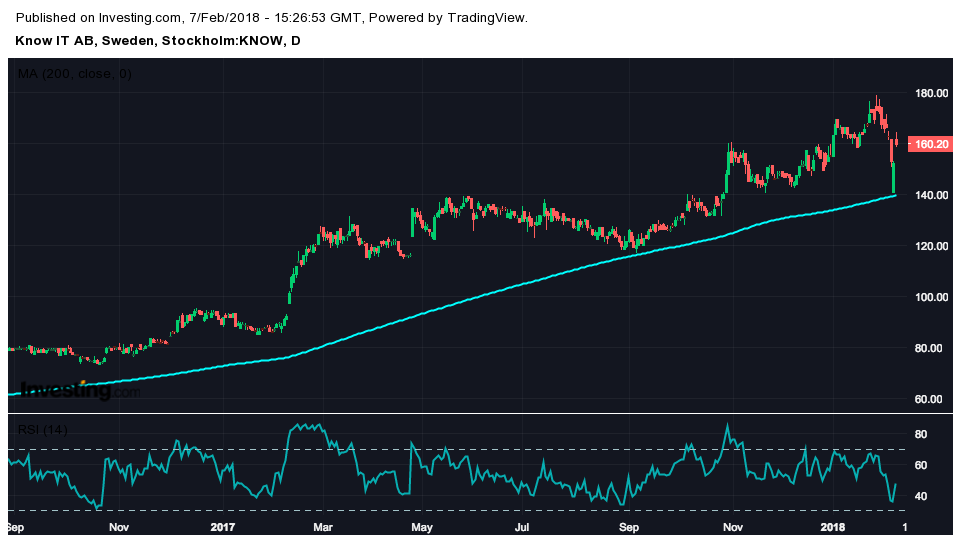 Published on Investing.com, 7/Feb/2018 - 15:26:53 GMT, Powered by TradingView.
Know IT AB, Sweden, Stockholm:KNOW, D
MA (200, close, 0)
180.00
160.20
140.00
120.00
100.00
80.00
Investing.com
60.00
RSI (14)
80
60
40
Sep Nov 2017 Mar May Jul Sep Nov 2018 1